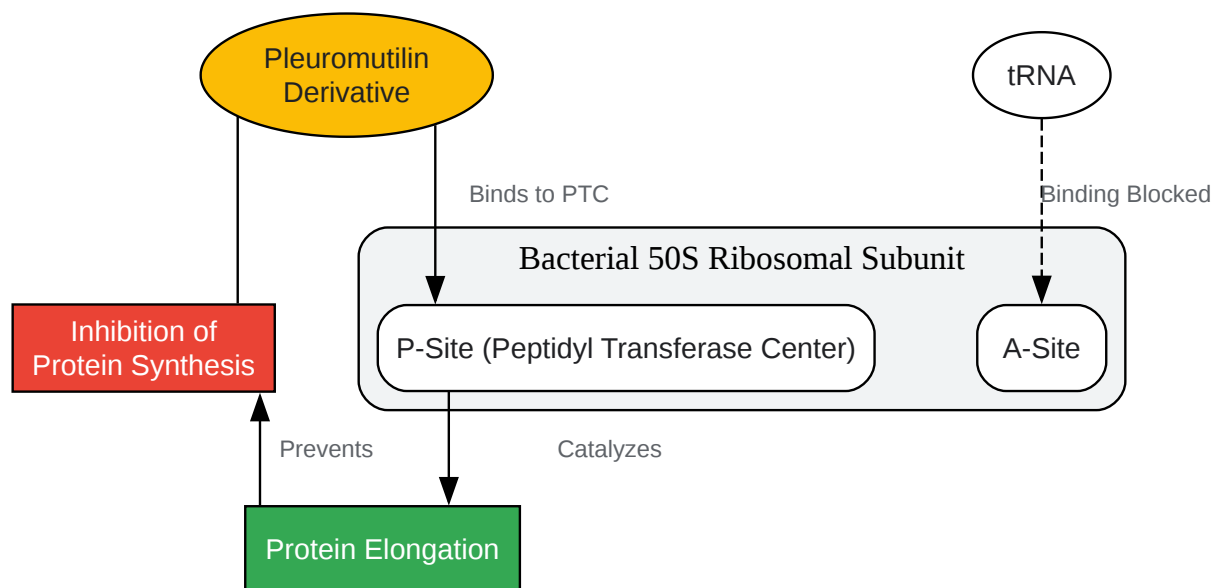 Pleuromutilin
Derivative
tRNA
Binds to PTC
Binding Blocked
Bacterial 50S Ribosomal Subunit
Inhibition of
Protein Synthesis
P-Site (Peptidyl Transferase Center)
A-Site
Prevents
Catalyzes
Protein Elongation